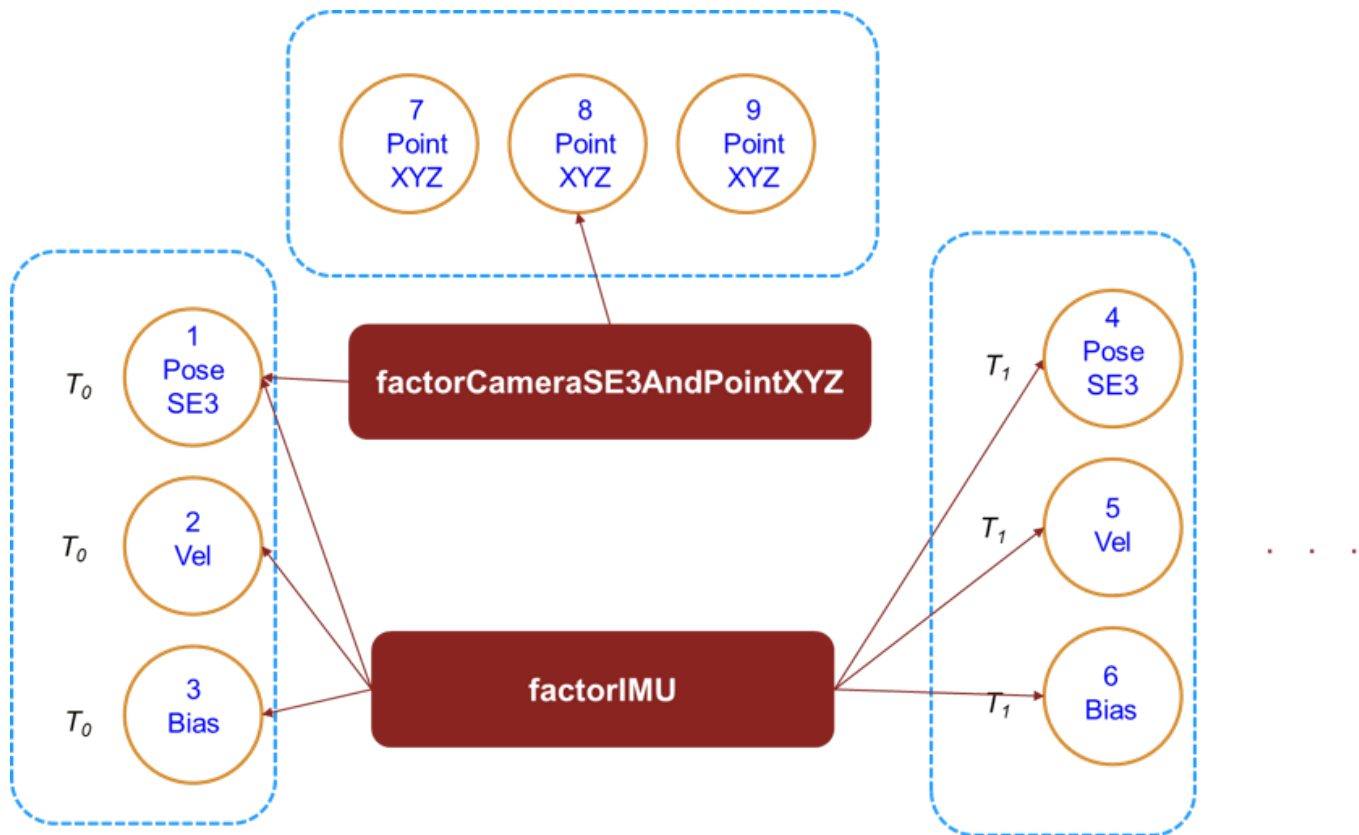 7
Point
XYZ
8
Point
XYZ
9
Point
XYZ
1
Pose
SE3
T0
factorCameraSE3AndPointXYZ
T1
4
Pose
SE3
2
Vel
T0
T1
5
Vel
. . .
3
Bias
T0
factorIMU
T1
6
Bias